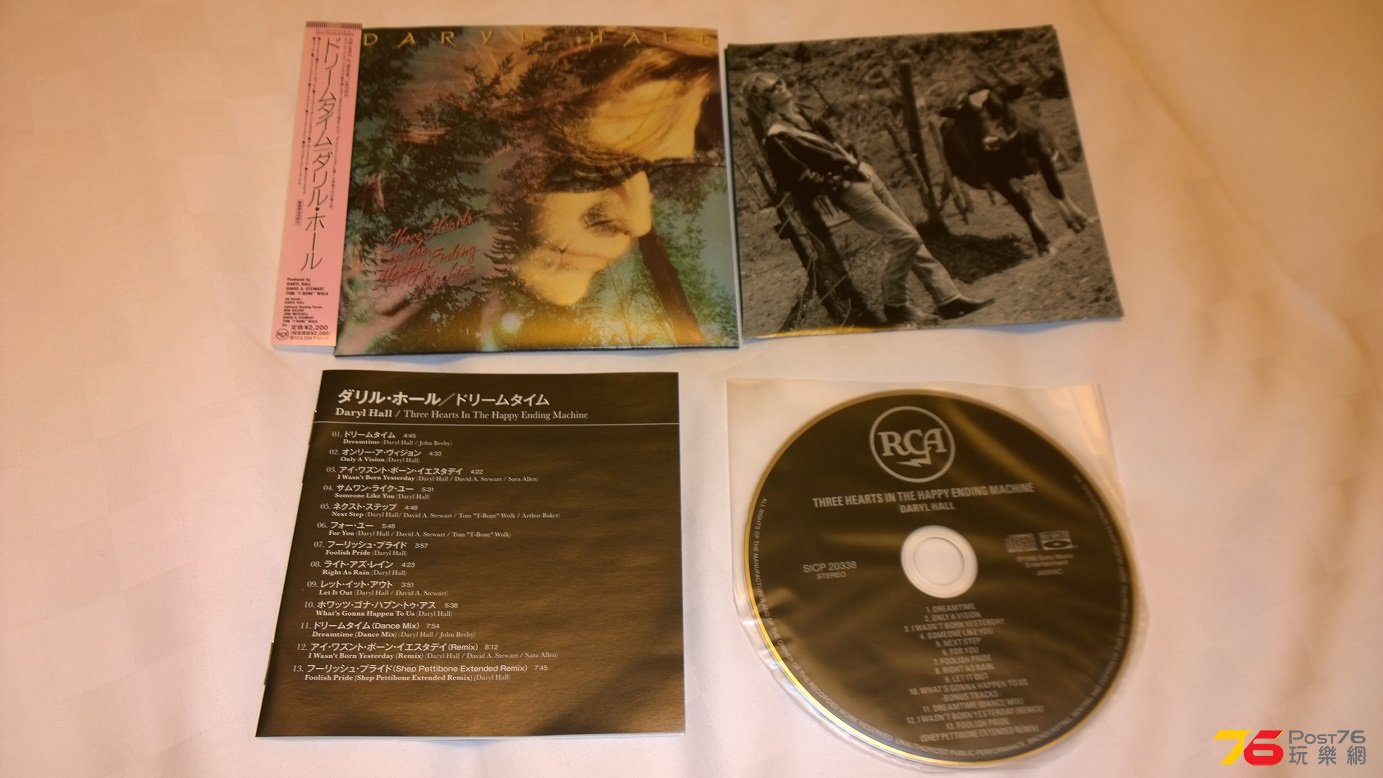 ドリームタイム/ダリル・ホール
Produced by
DARYL HALL
DAVID A. STEWART
TOM "T-BONE" WOLK
定価¥2,200
RCA
DARYL HALL
Three Hearts
in the
Happy Ending
Machine
ダリル・ホール/ドリームタイム
Daryl Hall / Three Hearts In The Happy Ending Machine
01. ドリームタイム 4:45
Dreamtime (Daryl Hall / John Beeby)
02. オンリー・ア・ヴィジョン 4:33
Only A Vision (Daryl Hall)
03. アイ・ワズント・ボーン・イエスタデイ 4:22
I Wasn't Born Yesterday (Daryl Hall / David A. Stewart / Sara Allen)
04. サムワン・ライク・ユー 5:31
Someone Like You (Daryl Hall)
05. ネクスト・ステップ 4:48
Next Step (Daryl Hall/ David A. Stewart / Tom "T-Bone" Wolk / Arthur Baker)
06. フォー・ユー 5:48
For You (Daryl Hall / David A. Stewart / Tom "T-Bone" Wolk)
07. フーリッシュ・プライド 3:57
Foolish Pride (Daryl Hall)
08. ライト・アズ・レイン 4:23
Right As Rain (Daryl Hall)
09. レット・イット・アウト 3:51
Let It Out (Daryl Hall / David A. Stewart)
10. ホワッツ・ゴナ・ハプン・トゥ・アス 5:38
What's Gonna Happen To Us (Daryl Hall)
11. ドリームタイム (Dance Mix) 7:54
Dreamtime (Dance Mix) (Daryl Hall / John Beeby)
12. アイ・ワズント・ボーン・イエスタデイ (Remix) 8:12
I Wasn't Born Yesterday (Remix) (Daryl Hall / David A. Stewart / Sara Allen)
13. フーリッシュ・プライド (Shep Pettibone Extended Remix) 7:45
Foolish Pride (Shep Pettibone Extended Remix) (Daryl Hall)
RCA
THREE HEARTS IN THE HAPPY ENDING MACHINE
DARYL HALL
SICP 20338
STEREO
Entertainment
JASRAC
1. DREAMTIME
2. ONLY A VISION
3. I WASN'T BORN YESTERDAY
4. SOMEONE LIKE YOU
5. NEXT STEP
6. FOR YOU
7. FOOLISH PRIDE
8. RIGHT AS RAIN
9. LET IT OUT
10. WHAT'S GONNA HAPPEN TO US
-BONUS TRACKS-
11. DREAMTIME (DANCE MIX)
12. I WASN'T BORN YESTERDAY (REMIX)
13. FOOLISH PRIDE
(SHEP PETTIBONE EXTENDED REMIX)
76 Post76
玩樂網